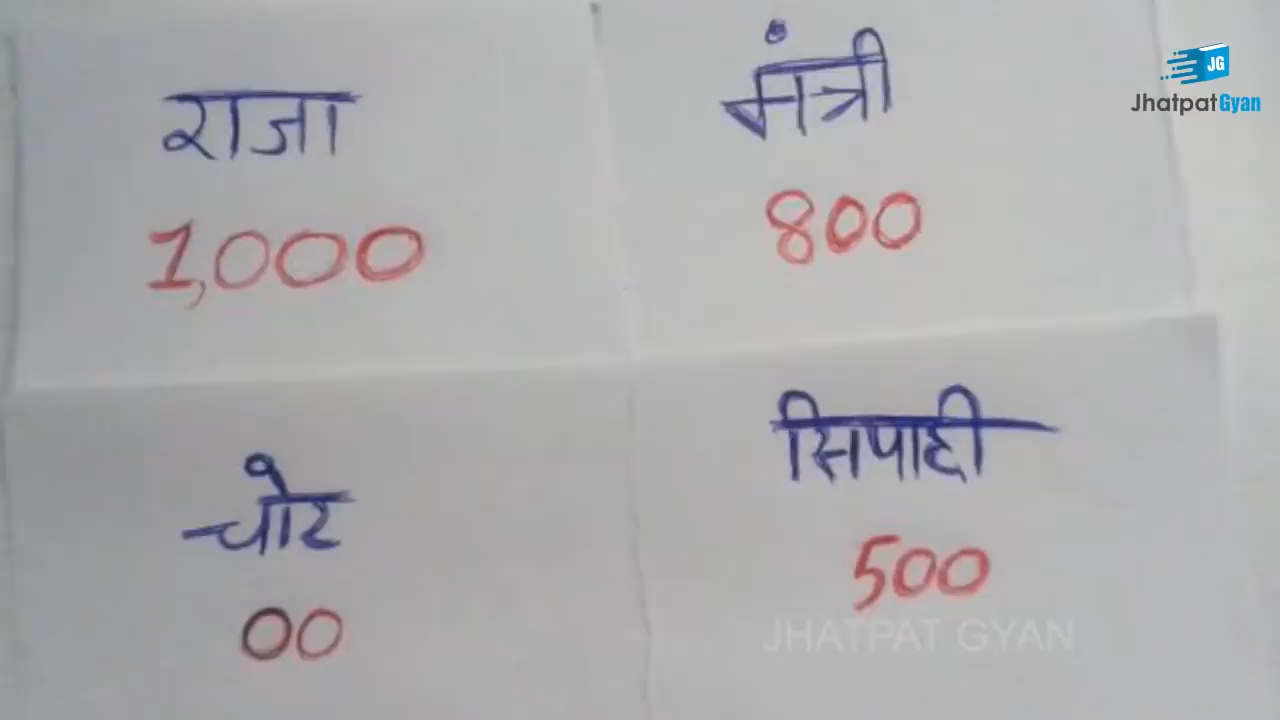 JG
JhatpatGyan
राजा
1,000
मंत्री
800
चोर
00
सिपाही
500
JHATPAT GYAN